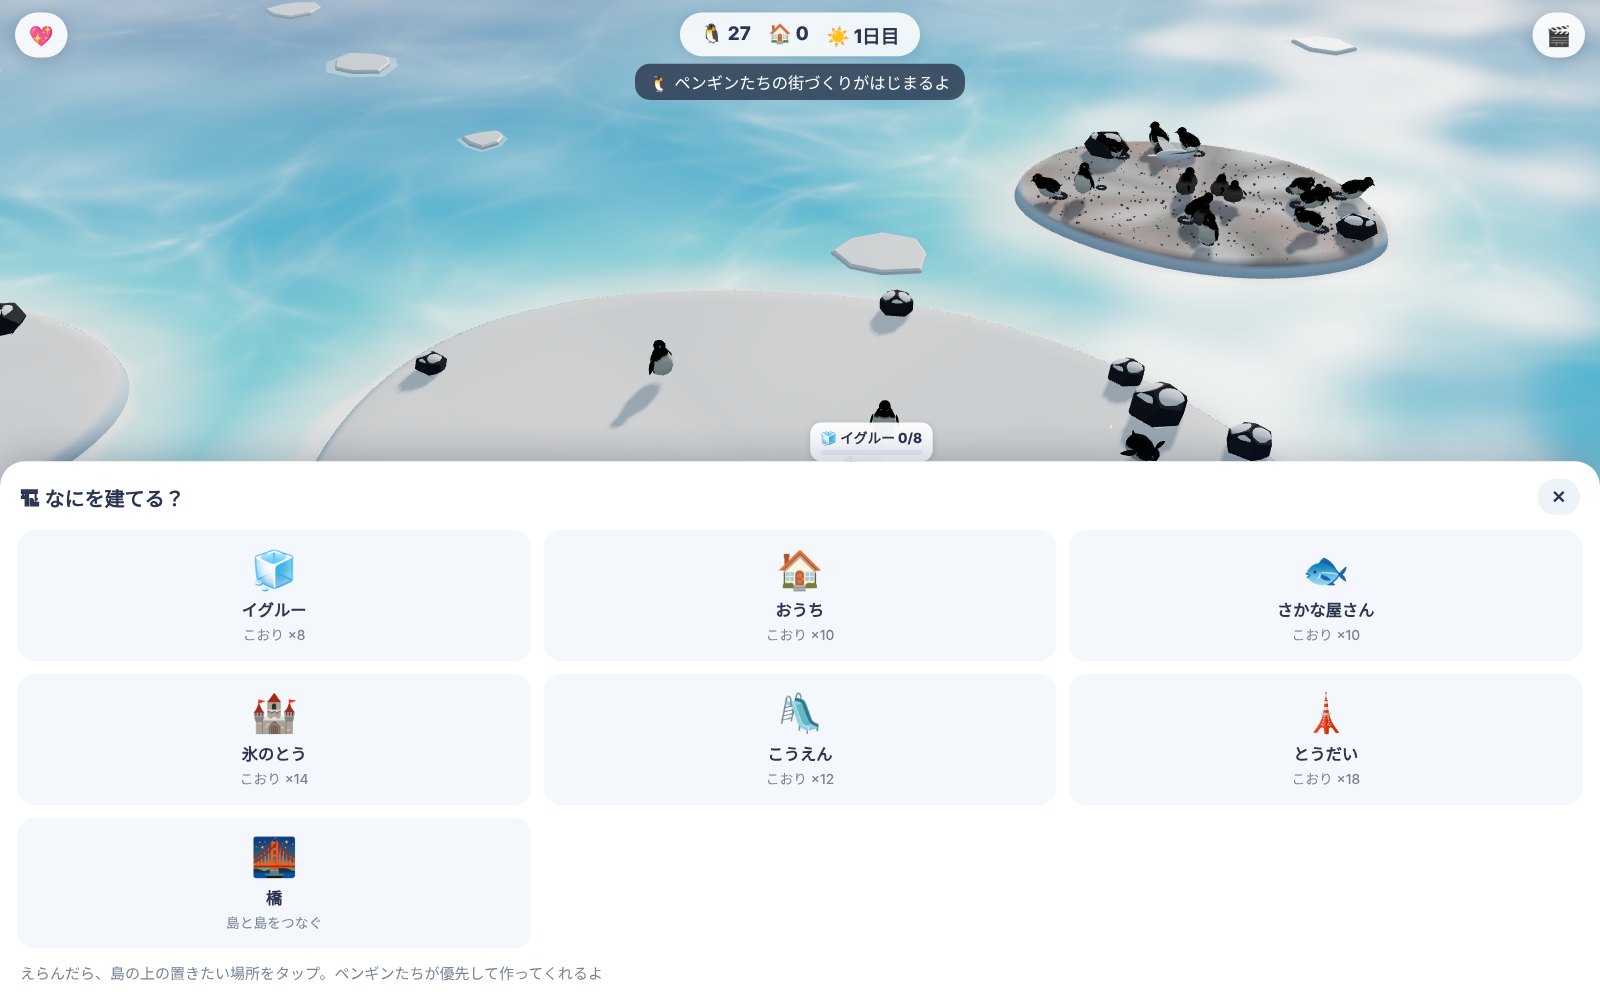 27 0 1日目
ペンギンたちの街づくりがはじまるよ
イグルー 0/8
なにを建てる？
イグルー
こおり ×8
おうち
こおり ×10
さかな屋さん
こおり ×10
氷のとう
こおり ×14
こうえん
こおり ×12
とうだい
こおり ×18
橋
島と島をつなぐ
えらんだら、島の上の置きたい場所をタップ。ペンギンたちが優先して作ってくれるよ